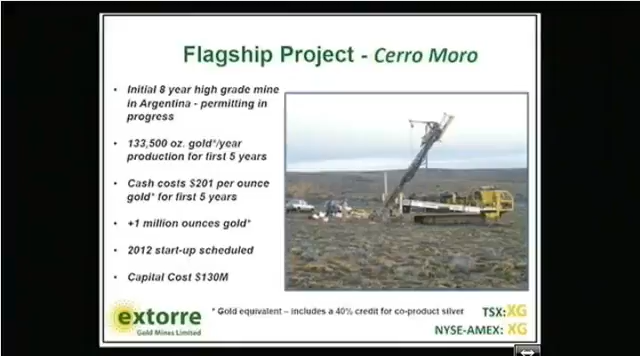 Flagship Project - Cerro Moro
• Initial 8 year high grade mine
in Argentina - permitting in
progress
• 133,500 oz. gold*/year
production for first 5 years
• Cash costs $201 per ounce
gold* for first 5 years
• +1 million ounces gold*
• 2012 start-up scheduled
• Capital Cost $130M
* Gold equivalent – includes a 40% credit for co-product silver
extorre
Gold Mines Limited
TSX:XG
NYSE-AMEX: XG